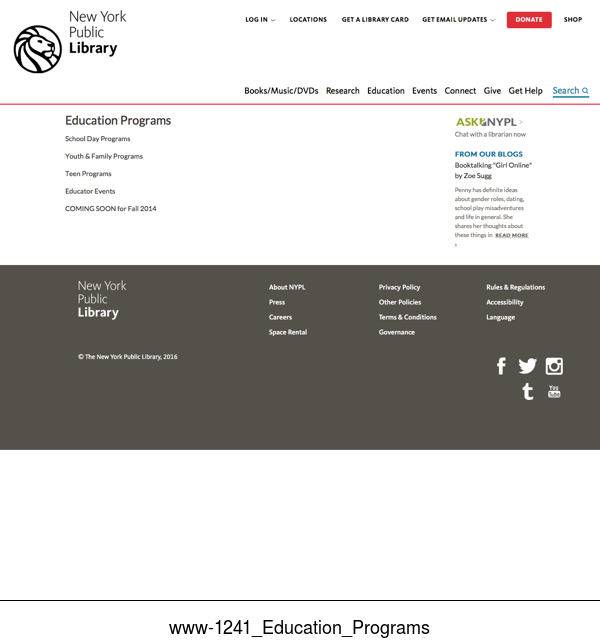 New York
Public
Library
LOG IN
LOCATIONS
GET A LIBRARY CARD
GET EMAIL UPDATES
DONATE
SHOP
Books/Music/DVDs
Research
Education
Events
Connect
Give
Get Help
Search
Education Programs
School Day Programs
Youth & Family Programs
Teen Programs
Educator Events
COMING SOON for Fall 2014
ASK NYPL >
Chat with a librarian now
FROM OUR BLOGS
Booktalking "Girl Online"
by Zoe Sugg
Penny has definite ideas
about gender roles, dating,
school play misadventures
and life in general. She
shares her thoughts about
these things in READ MORE
New York
Public
Library
About NYPL
Press
Careers
Space Rental
Privacy Policy
Other Policies
Terms & Conditions
Governance
Rules & Regulations
Accessibility
Language
© The New York Public Library, 2016
f
t
You
Tube
www-1241_Education_Programs